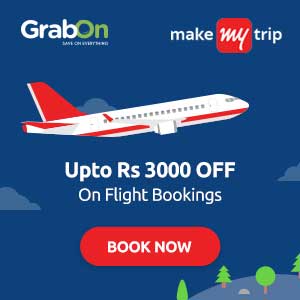 GrabOn
SAVE ON EVERYTHING
make my trip
Upto Rs 3000 OFF
On Flight Bookings
BOOK NOW